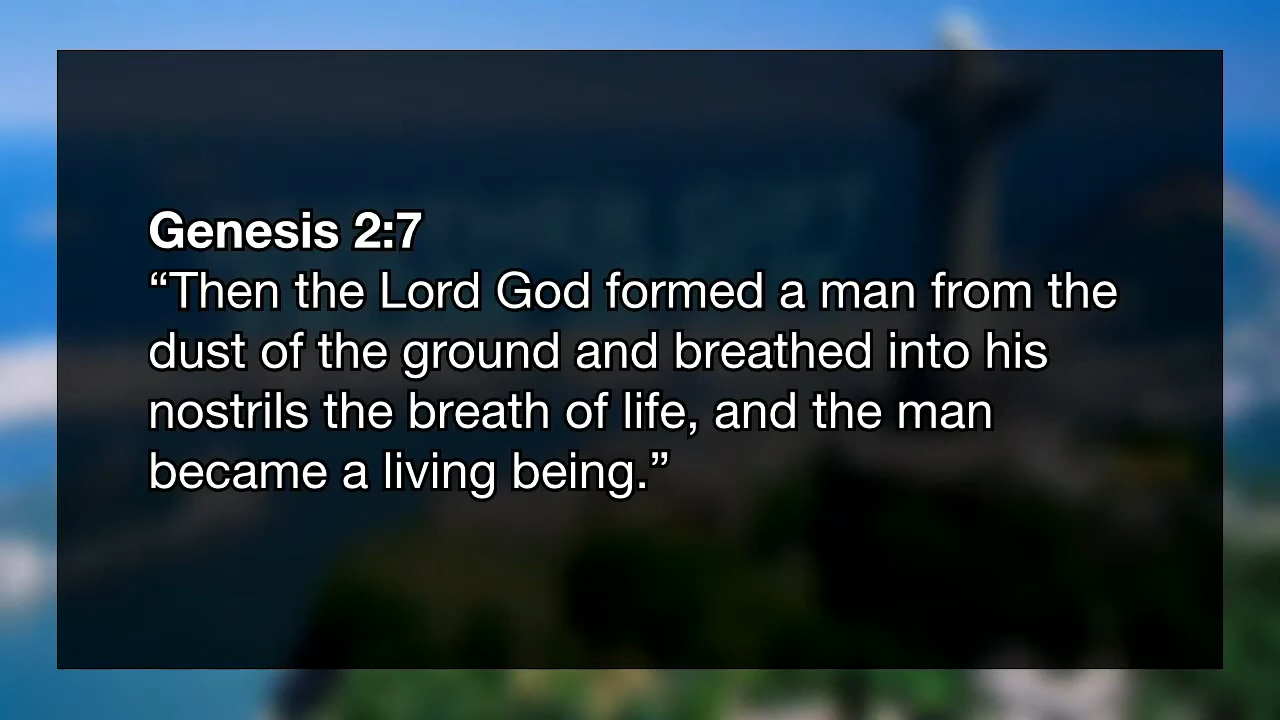 Genesis 2:7
“Then the Lord God formed a man from the
dust of the ground and breathed into his
nostrils the breath of life, and the man
became a living being.”